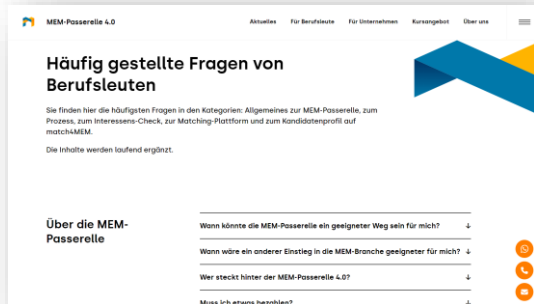 MEM-Passerelle 4.0
Aktuelles Für Berufsleute Für Unternehmen Kursangebot Über uns
Häufig gestellte Fragen von
Berufsleuten
Sie finden hier die häufigsten Fragen in den Kategorien: Allgemeines zur MEM-Passerelle, zum
Prozess, zum Interessens-Check, zur Matching-Plattform und zum Kandidatenprofil auf
match4MEM.
Die Inhalte werden laufend ergänzt.
Über die MEM-
Passerelle
Wann könnte die MEM-Passerelle ein geeigneter Weg sein für mich?
Wann wäre ein anderer Einstieg in die MEM-Branche geeigneter für mich?
Wer steckt hinter der MEM-Passerelle 4.0?
Muss ich etwas bezahlen?